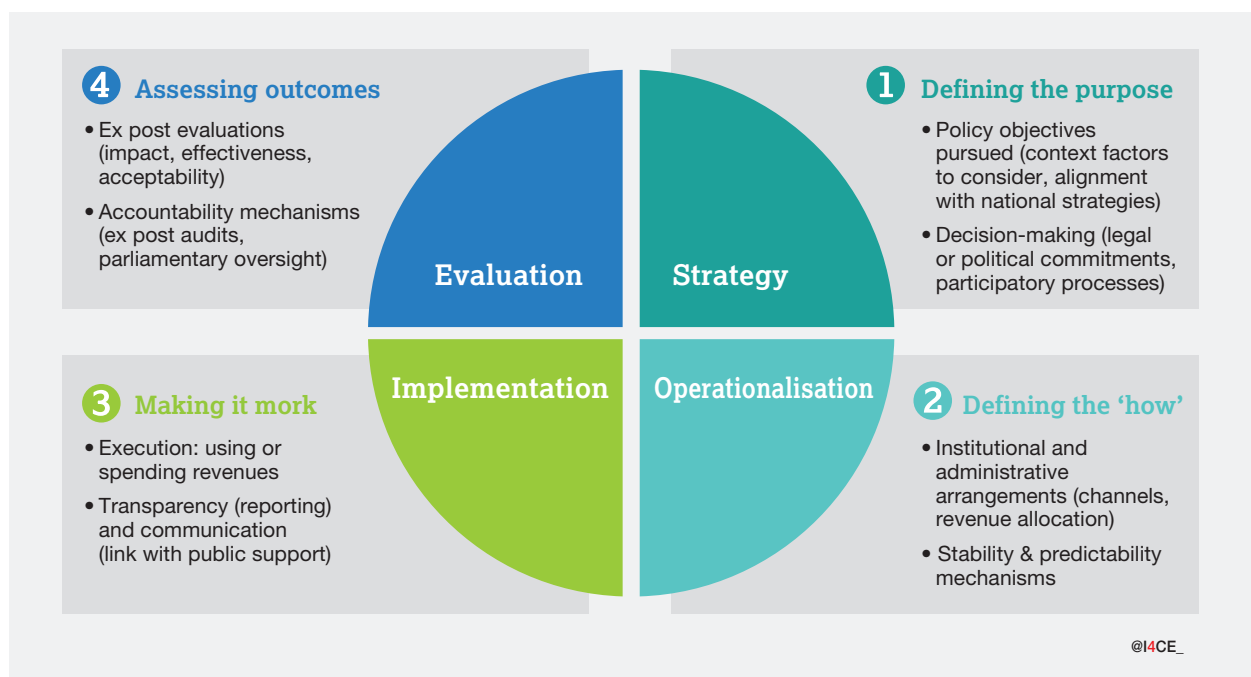 1 Defining the purpose
• Policy objectives
pursued (context factors
to consider, alignment
with national strategies)
• Decision-making (legal
or political commitments,
participatory processes)
Strategy
2 Defining the ‘how’
• Institutional and
administrative
arrangements (channels,
revenue allocation)
• Stability & predictability
mechanisms
Operationalisation
3 Making it mork
• Execution: using or
spending revenues
• Transparency (reporting)
and communication
(link with public support)
Implementation
4 Assessing outcomes
• Ex post evaluations
(impact, effectiveness,
acceptability)
• Accountability mechanisms
(ex post audits,
parliamentary oversight)
Evaluation
@I4CE_